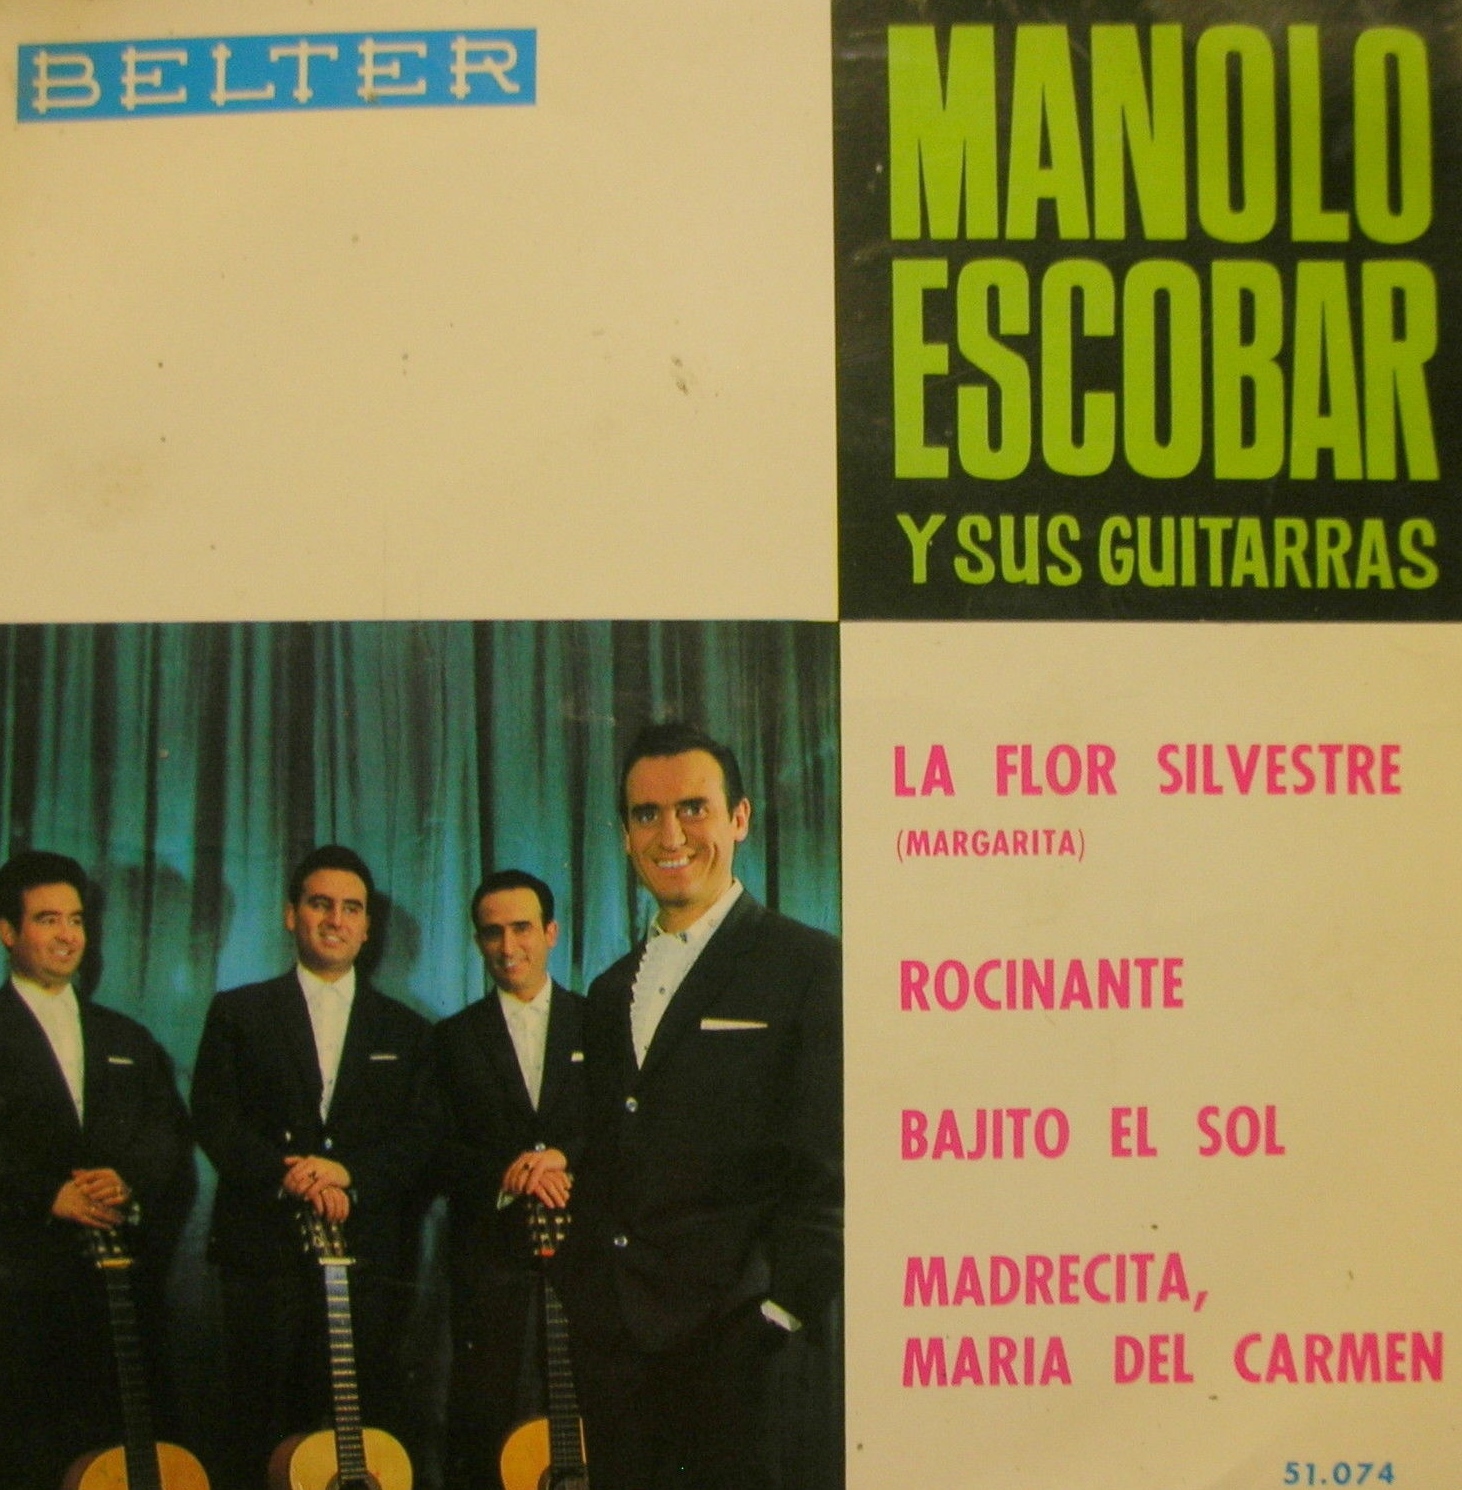 BELTER
MANOLO
ESCOBAR
Y SUS GUITARRAS
LA FLOR SILVESTRE
(MARGARITA)
ROCINANTE
BAJITO EL SOL
MADRECITA,
MARIA DEL CARMEN
51.074